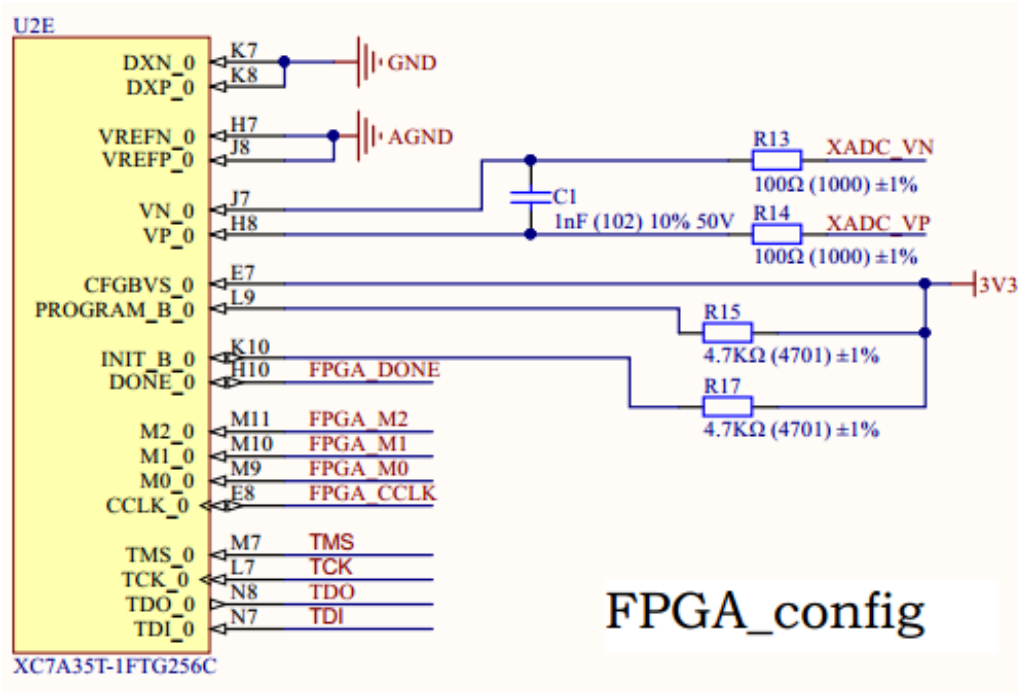 U2E
DXN_0 K7 GND
DXP_0 K8
VREFN_0 H7 AGND
VREFP_0 J8
R13 XADC_VN
100Ω (1000) ±1%
VN_0 J7
C1
1nF (102) 10% 50V
VP_0 H8
R14 XADC_VP
100Ω (1000) ±1%
CFGBVS_0 E7 3V3
PROGRAM_B_0 L9
R15
4.7KΩ (4701) ±1%
INIT_B_0 K10
DONE_0 H10 FPGA_DONE
R17
4.7KΩ (4701) ±1%
M2_0 M11 FPGA_M2
M1_0 M10 FPGA_M1
M0_0 M9 FPGA_M0
CCLK_0 E8 FPGA_CCLK
TMS_0 M7 TMS
TCK_0 L7 TCK
TDO_0 N8 TDO
TDI_0 N7 TDI
FPGA_config
XC7A35T-1FTG256C